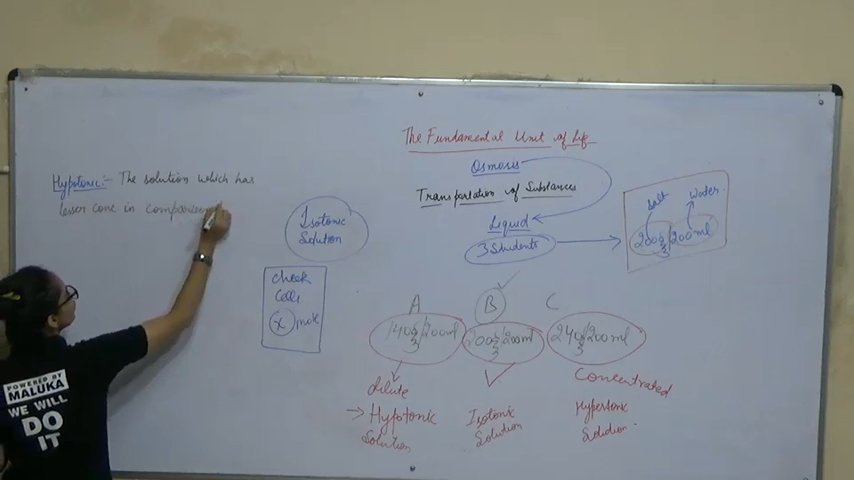 The Fundamental Unit of Life
Osmosis
Transportation of Substances
Liquid
3 Students
Salt
Water
200g/200ml
3
Hypotonic:- The solution which has
lesser conc in comparison
Isotonic
Solution
Check
Cells
X
A
B
C
140g/200ml
3
200g/200ml
3
240g/200ml
3
dilute
Hypotonic
Solution
Isotonic
Solution
Concentrated
Hypertonic
Solution
POWERED BY
MALUKA
WE WILL
DO
IT